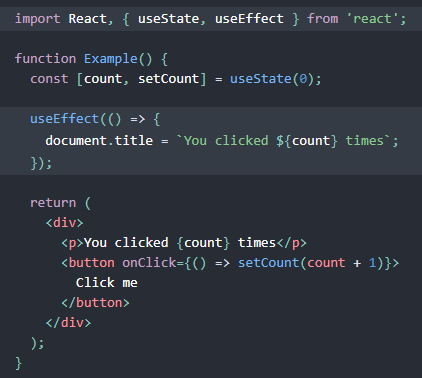 import React, { useState, useEffect } from 'react';
function Example() {
const [count, setCount] = useState(0);
useEffect(() => {
document.title = `You clicked ${count} times`;
});
return (
<div>
<p>You clicked {count} times</p>
<button onClick={() => setCount(count + 1)}>
Click me
</button>
</div>
);
}